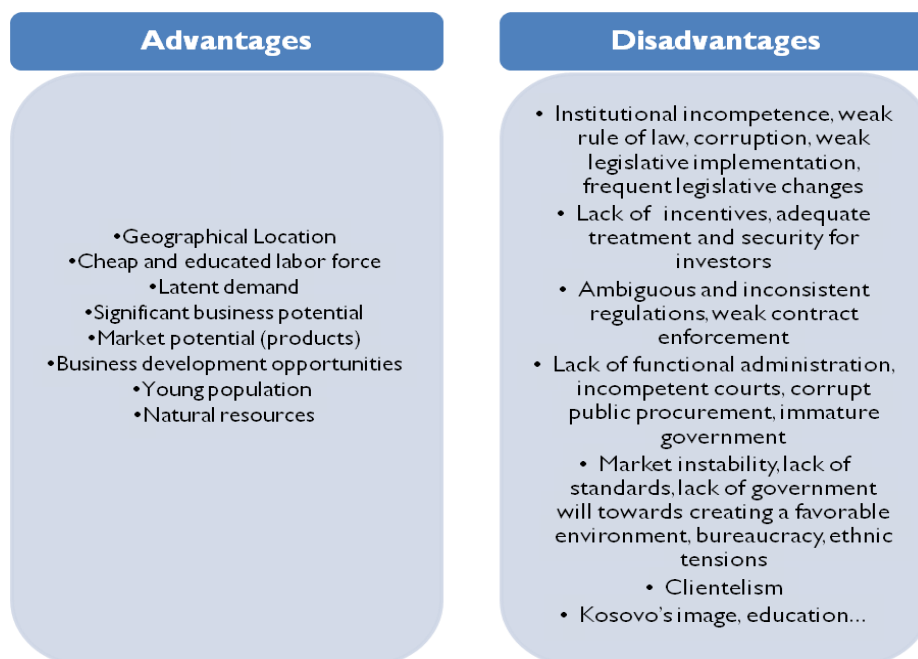 Advantages
•Geographical Location
•Cheap and educated labor force
•Latent demand
•Significant business potential
•Market potential (products)
•Business development opportunities
•Young population
•Natural resources
Disadvantages
• Institutional incompetence, weak
rule of law, corruption, weak
legislative implementation,
frequent legislative changes
• Lack of incentives, adequate
treatment and security for
investors
• Ambiguous and inconsistent
regulations, weak contract
enforcement
• Lack of functional administration,
incompetent courts, corrupt
public procurement, immature
government
• Market instability, lack of
standards, lack of government
will towards creating a favorable
environment, bureaucracy, ethnic
tensions
• Clientelism
• Kosovo's image, education...